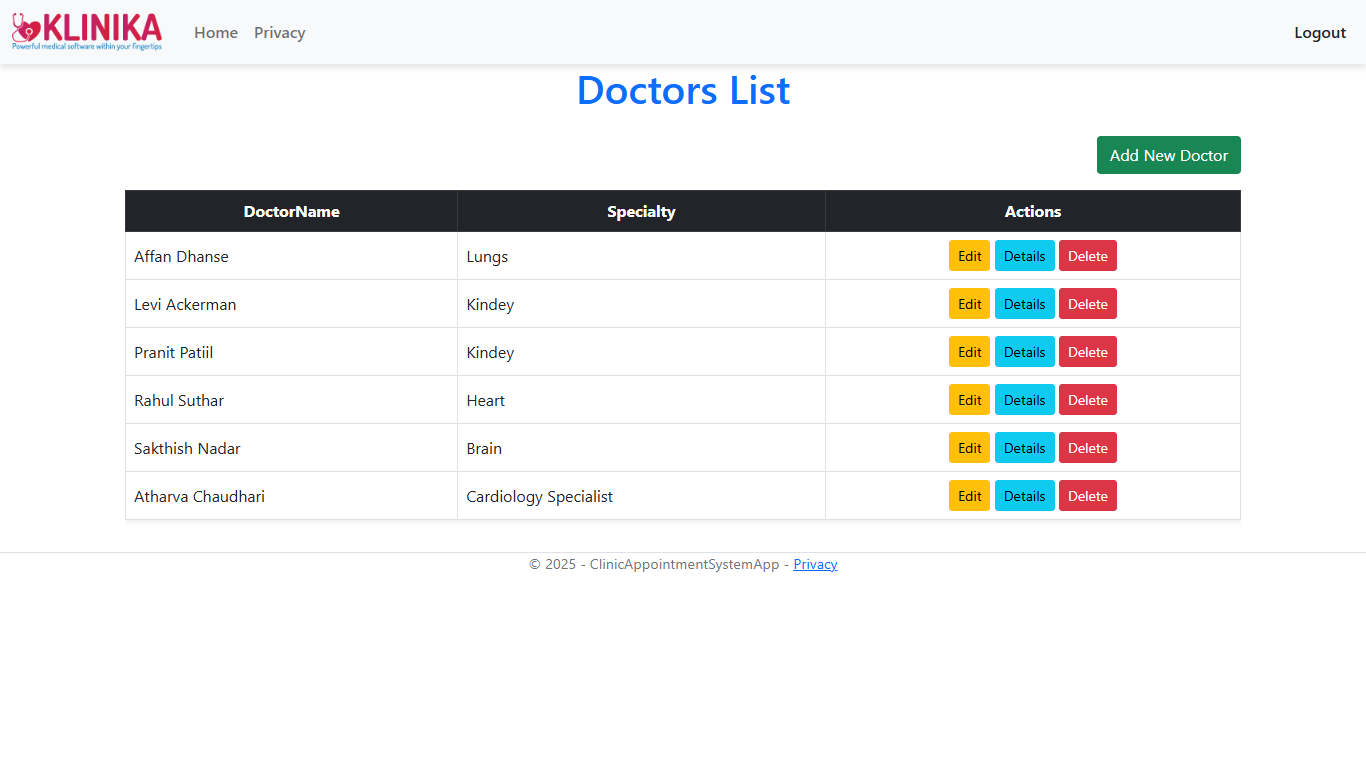 KLINIKA
Powerful medical software within your fingertips
Home Privacy Logout
Doctors List
Add New Doctor
DoctorName Specialty Actions
Affan Dhanse Lungs Edit Details Delete
Levi Ackerman Kindey Edit Details Delete
Pranit Patiil Kindey Edit Details Delete
Rahul Suthar Heart Edit Details Delete
Sakthish Nadar Brain Edit Details Delete
Atharva Chaudhari Cardiology Specialist Edit Details Delete
© 2025 - ClinicAppointmentSystemApp - Privacy